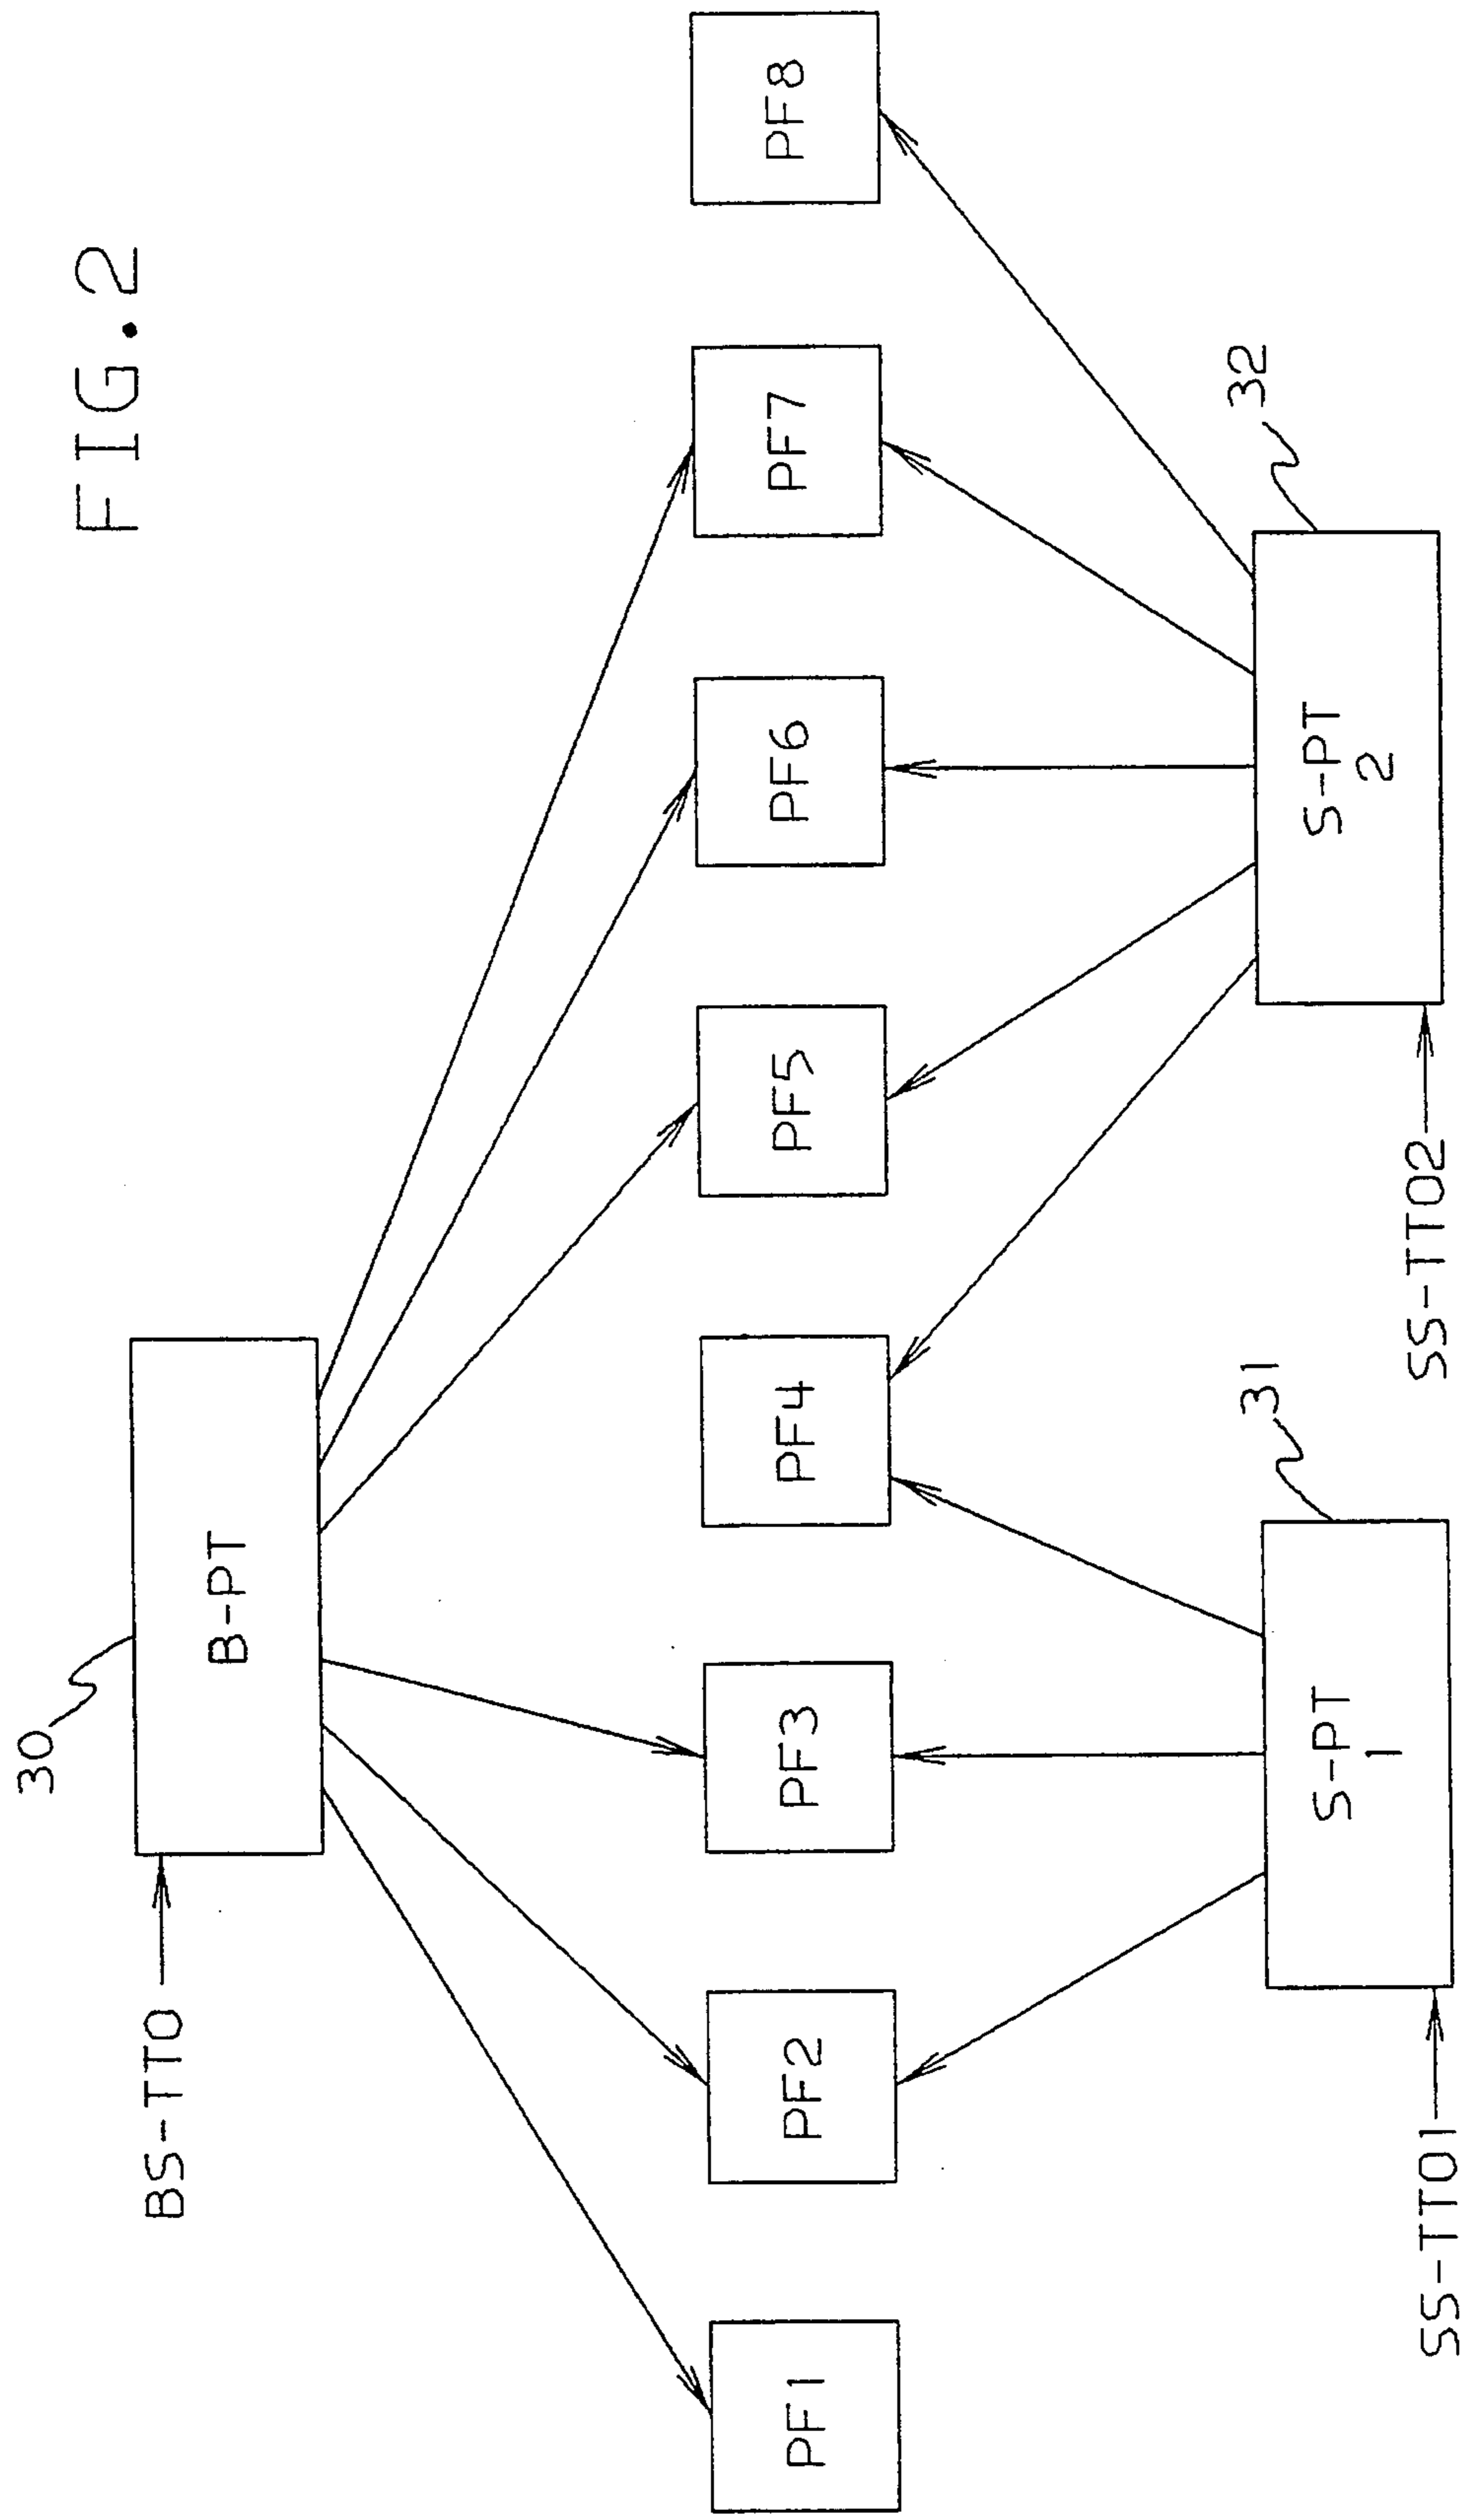 FIG.2
30
BS-TT0
B-PT
PF1
PF2
PF3
PF4
PF5
PF6
PF7
PF8
31
32
S-PT
1
S-PT
2
SS-TT01
SS-TT02